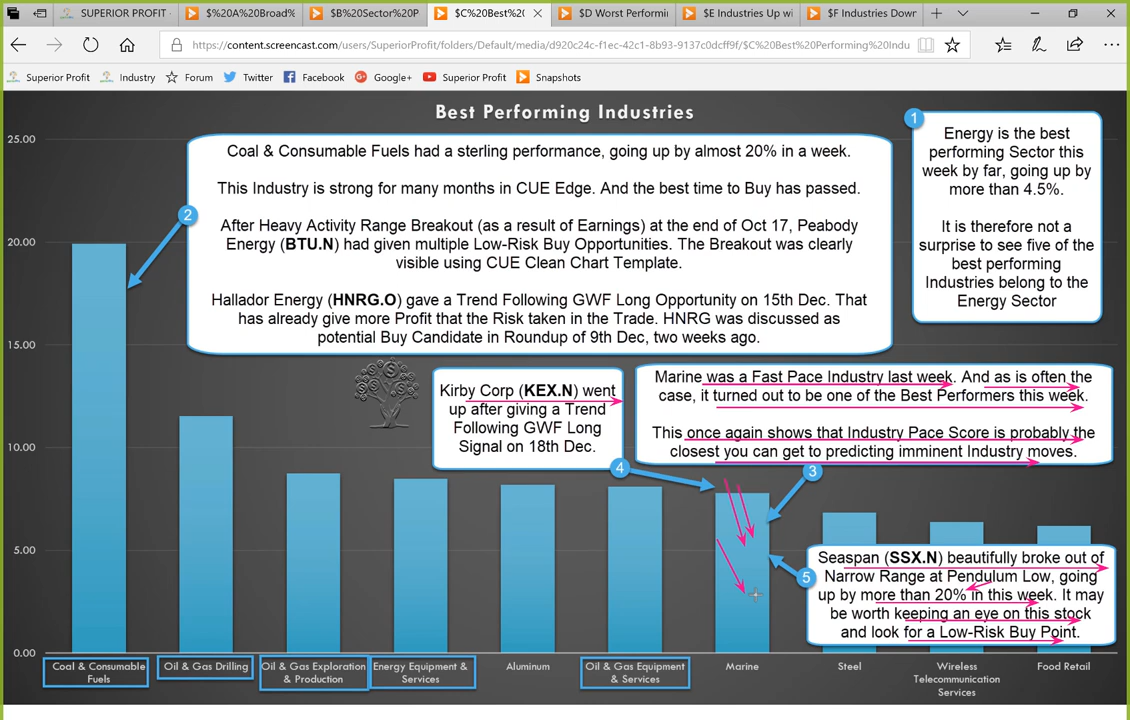 SUPERIOR PROFIT
$%20A%20Broad%
$%20B%20Sector%20P
$%20C%20Best%20
$D Worst Performi
$E Industries Up wi
$F Industries Down
https://content.screencast.com/users/SuperiorProfit/folders/Default/media/d920c24c-f1ec-42c1-8b93-9137c0dcff9f/$C%20Best%20Performing%20Indu
Superior Profit
Industry
Forum
Twitter
Facebook
Google+
Superior Profit
Snapshots
Best Performing Industries
25.00
20.00
15.00
10.00
5.00
0.00
1
Energy is the best
performing Sector this
week by far, going up by
more than 4.5%.
It is therefore not a
surprise to see five of the
best performing
Industries belong to the
Energy Sector
2
Coal & Consumable Fuels had a sterling performance, going up by almost 20% in a week.
This Industry is strong for many months in CUE Edge. And the best time to Buy has passed.
After Heavy Activity Range Breakout (as a result of Earnings) at the end of Oct 17, Peabody
Energy (BTU.N) had given multiple Low-Risk Buy Opportunities. The Breakout was clearly
visible using CUE Clean Chart Template.
Hallador Energy (HNRG.O) gave a Trend Following GWF Long Opportunity on 15th Dec. That
has already give more Profit that the Risk taken in the Trade. HNRG was discussed as
potential Buy Candidate in Roundup of 9th Dec, two weeks ago.
Kirby Corp (KEX.N) went
up after giving a Trend
Following GWF Long
Signal on 18th Dec.
4
Marine was a Fast Pace Industry last week. And as is often the
case, it turned out to be one of the Best Performers this week.
This once again shows that Industry Pace Score is probably the
closest you can get to predicting imminent Industry moves.
3
5
Seaspan (SSX.N) beautifully broke out of
Narrow Range at Pendulum Low, going
up by more than 20% in this week. It may
be worth keeping an eye on this stock
and look for a Low-Risk Buy Point.
Coal & Consumable
Fuels
Oil & Gas Drilling
Oil & Gas Exploration
& Production
Energy Equipment &
Services
Aluminum
Oil & Gas Equipment
& Services
Marine
Steel
Wireless
Telecommunication
Services
Food Retail